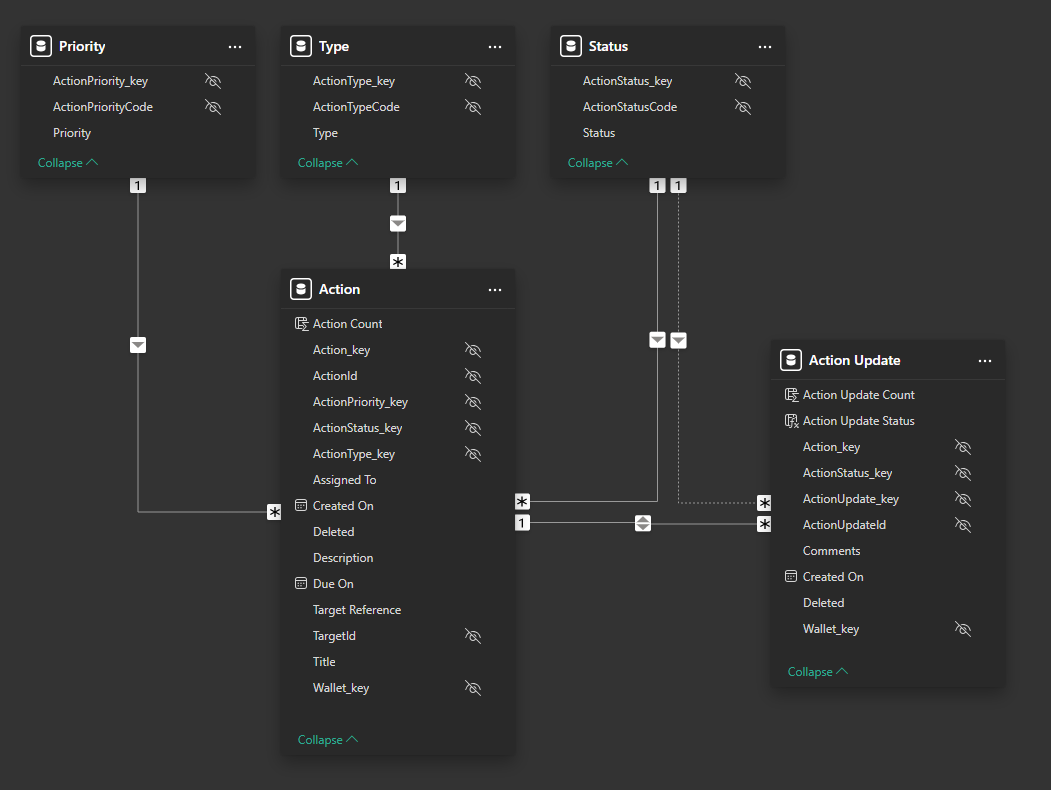 Priority
ActionPriority_key
ActionPriorityCode
Priority
Collapse
Type
ActionType_key
ActionTypeCode
Type
Collapse
Status
ActionStatus_key
ActionStatusCode
Status
Collapse
1
1
1
1
*
Action
Action Count
Action_key
ActionId
ActionPriority_key
ActionStatus_key
ActionType_key
Assigned To
Created On
Deleted
Description
Due On
Target Reference
TargetId
Title
Wallet_key
Collapse
*
*
1
*
*
Action Update
Action Update Count
Action Update Status
Action_key
ActionStatus_key
ActionUpdate_key
ActionUpdateId
Comments
Created On
Deleted
Wallet_key
Collapse